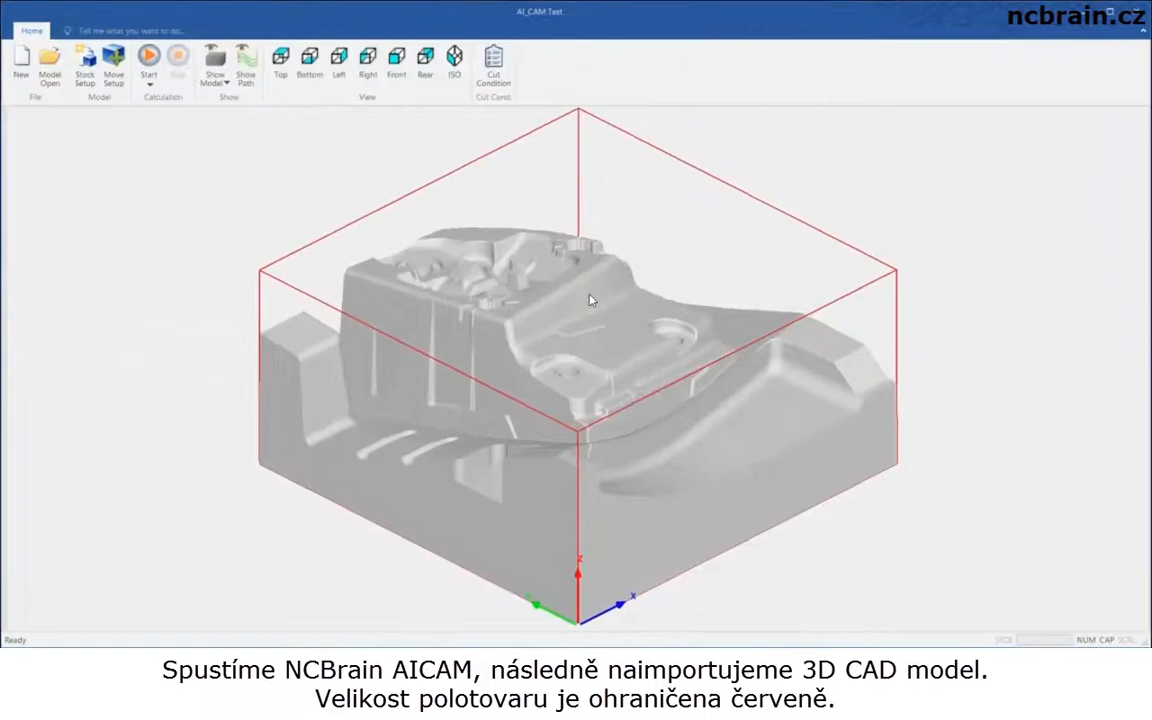 AI_CAM Test
ncbrain.cz
Home
Tell me what you want to do...
New
Model Open
Stock Setup
Move Setup
Start
Show Model
Show Path
Top
Bottom
Left
Right
Front
Rear
ISO
Cut Condition
File
Model
Calculation
Show
View
Cut Cond.
Z
X
Ready
NUM CAP
Spustíme NCBrain AICAM, následně naimportujeme 3D CAD model.
Velikost polotovaru je ohraničena červeně.